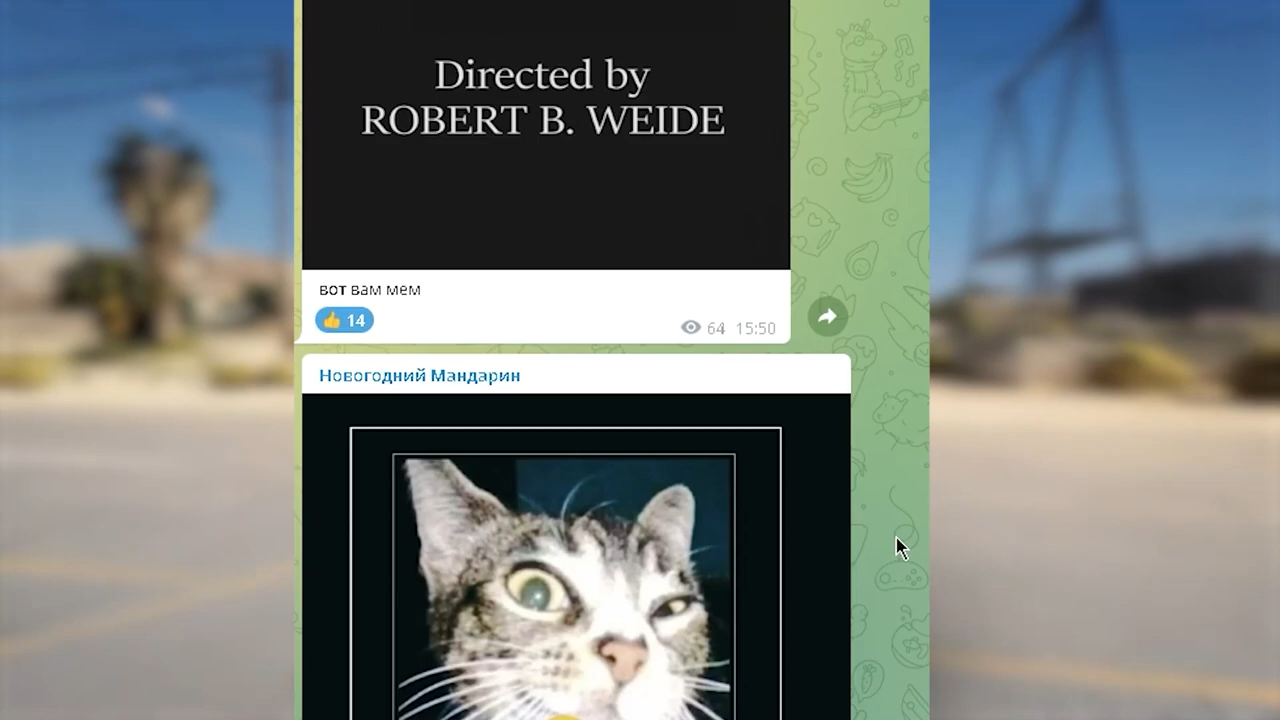 Directed by
ROBERT B. WEIDE
вот вам мем
👍 14
64 15:50
Новогодний Мандарин